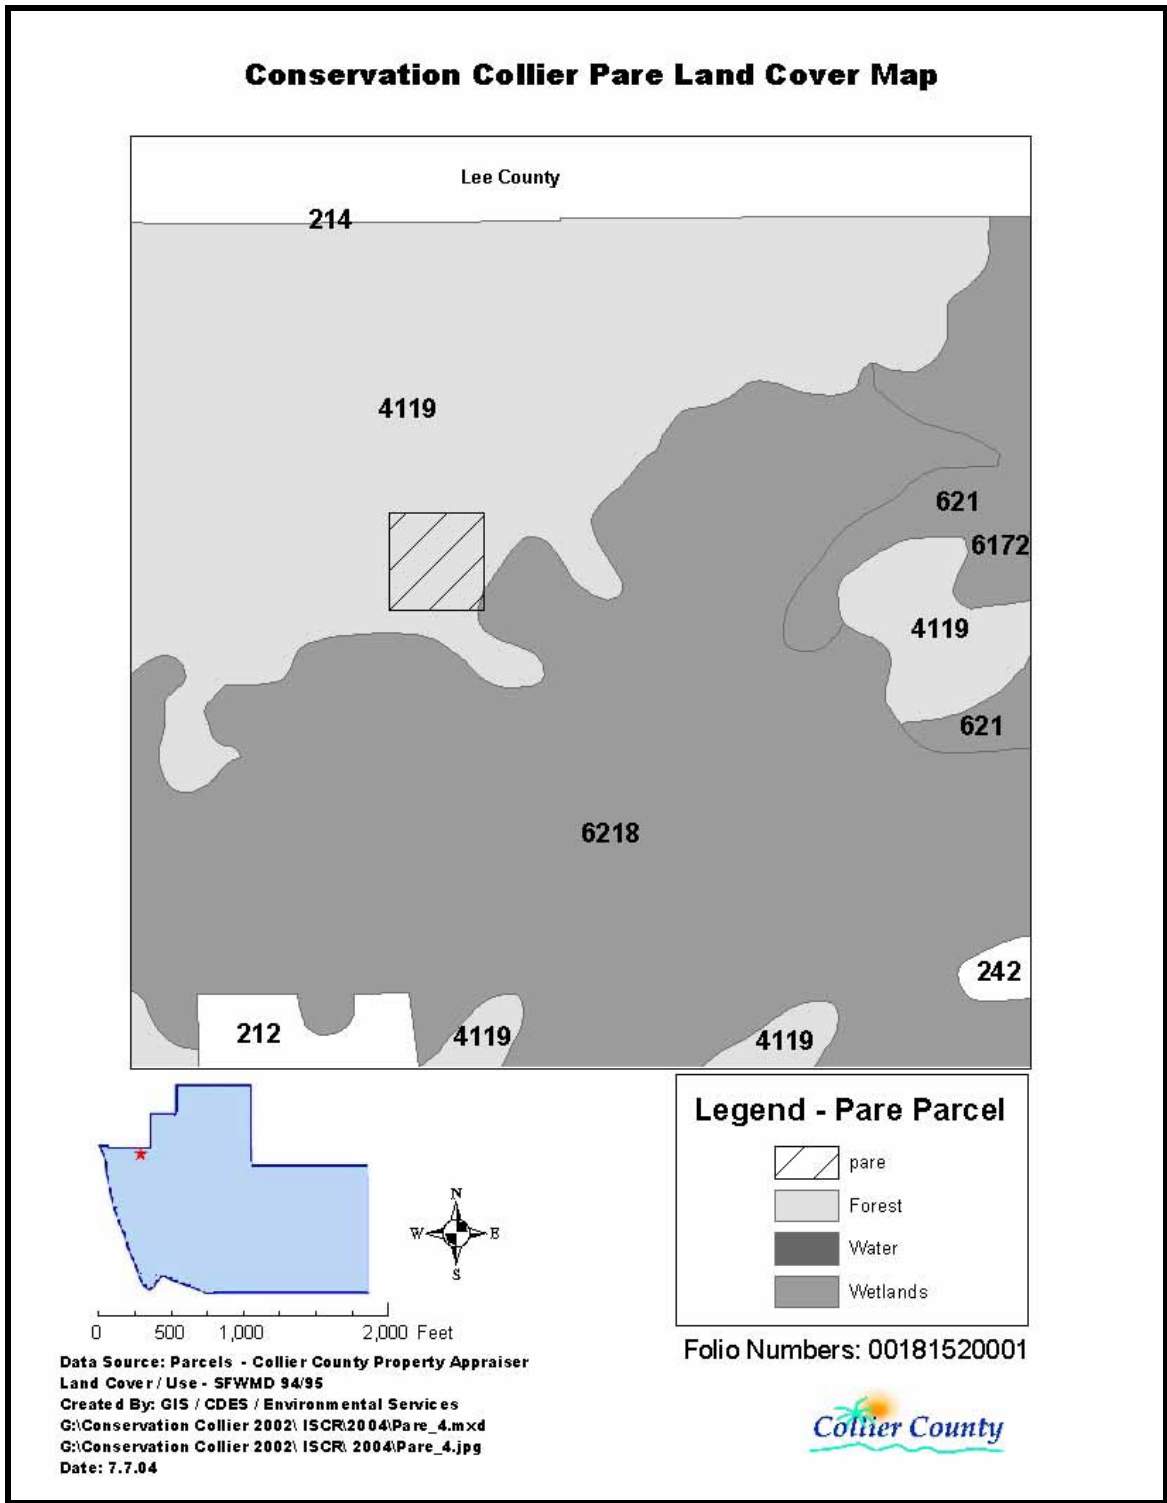 Conservation Collier Pare Land Cover Map
Lee County
214
4119
621
6172
4119
621
6218
242
212
4119
4119
Legend - Pare Parcel
pare
Forest
Water
Wetlands
N
W E
S
0 500 1,000 2,000 Feet
Folio Numbers: 00181520001
Data Source: Parcels - Collier County Property Appraiser
Land Cover / Use - SFWMD 94/95
Created By: GIS / CDES / Environmental Services
G:\Conservation Collier 2002\ ISCR\2004\Pare_4.mxd
G:\Conservation Collier 2002\ ISCR\ 2004\Pare_4.jpg
Date: 7.7.04
Collier County